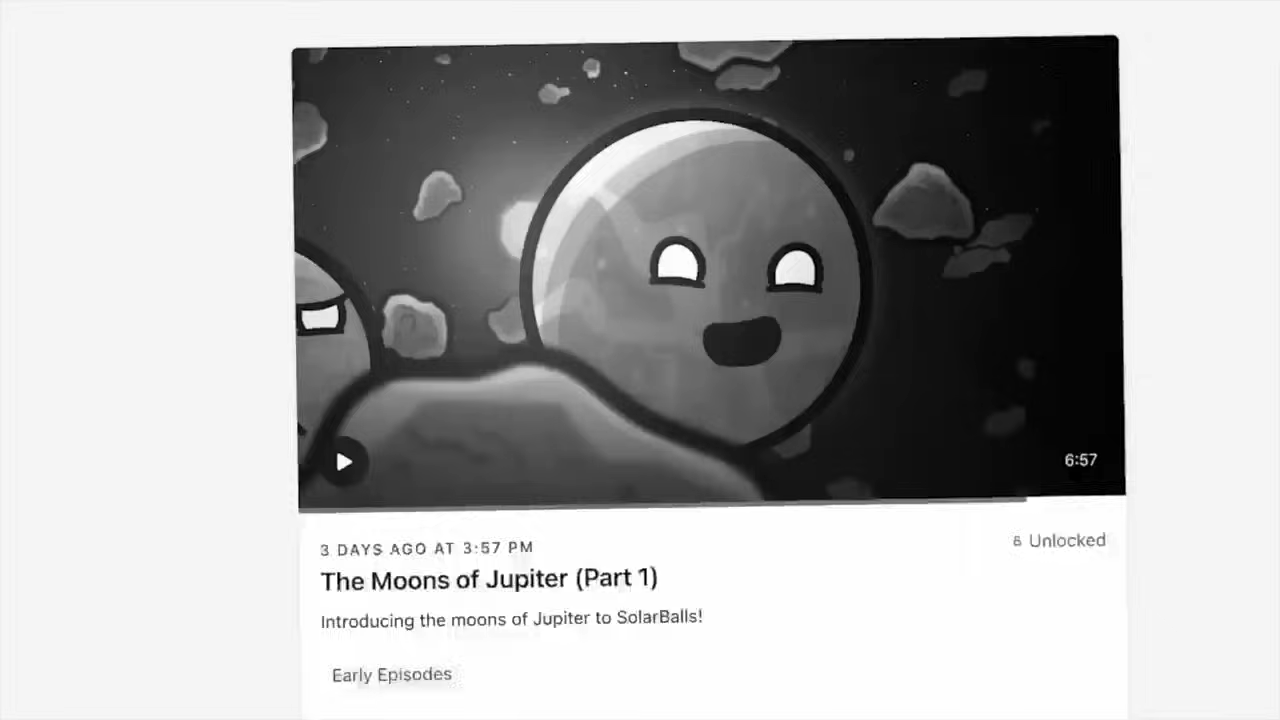 6:57
3 DAYS AGO AT 3:57 PM
Unlocked
The Moons of Jupiter (Part 1)
Introducing the moons of Jupiter to SolarBalls!
Early Episodes